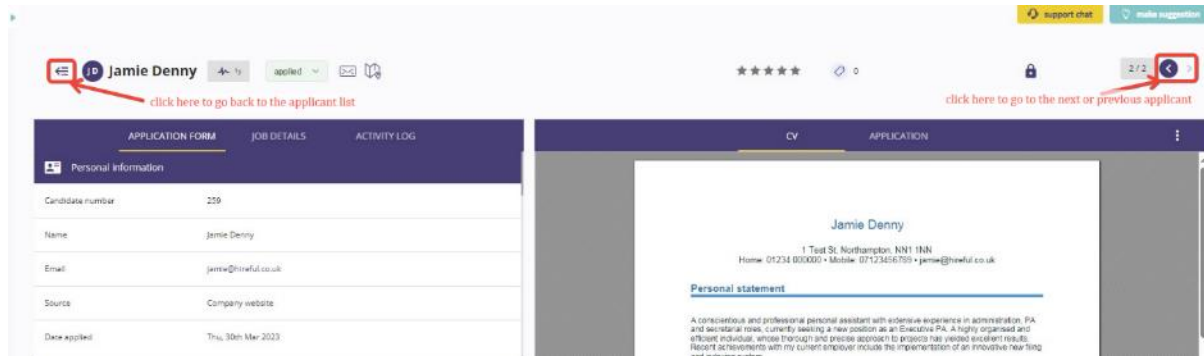 support chat
make suggestion
JD Jamie Denny
applied
0
2/2
click here to go back to the applicant list
click here to go to the next or previous applicant
APPLICATION FORM JOB DETAILS ACTIVITY LOG
CV APPLICATION
Personal information
Candidate number 259
Name Jamie Denny
Email jamie@hireful.co.uk
Source Company website
Date applied Thu, 30th Mar 2023
Jamie Denny
1 Test St, Northampton, NN1 1NN
Home: 01234 000000 • Mobile: 07123456789 • jamie@hireful.co.uk
Personal statement
A conscientious and professional personal assistant with extensive experience in administration, PA
and secretarial roles, currently seeking a new position as an Executive PA. A highly organised and
efficient individual, whose thorough and precise approach to projects has yielded excellent results.
Recent achievements with my current employer include the implementation of an innovative new filing